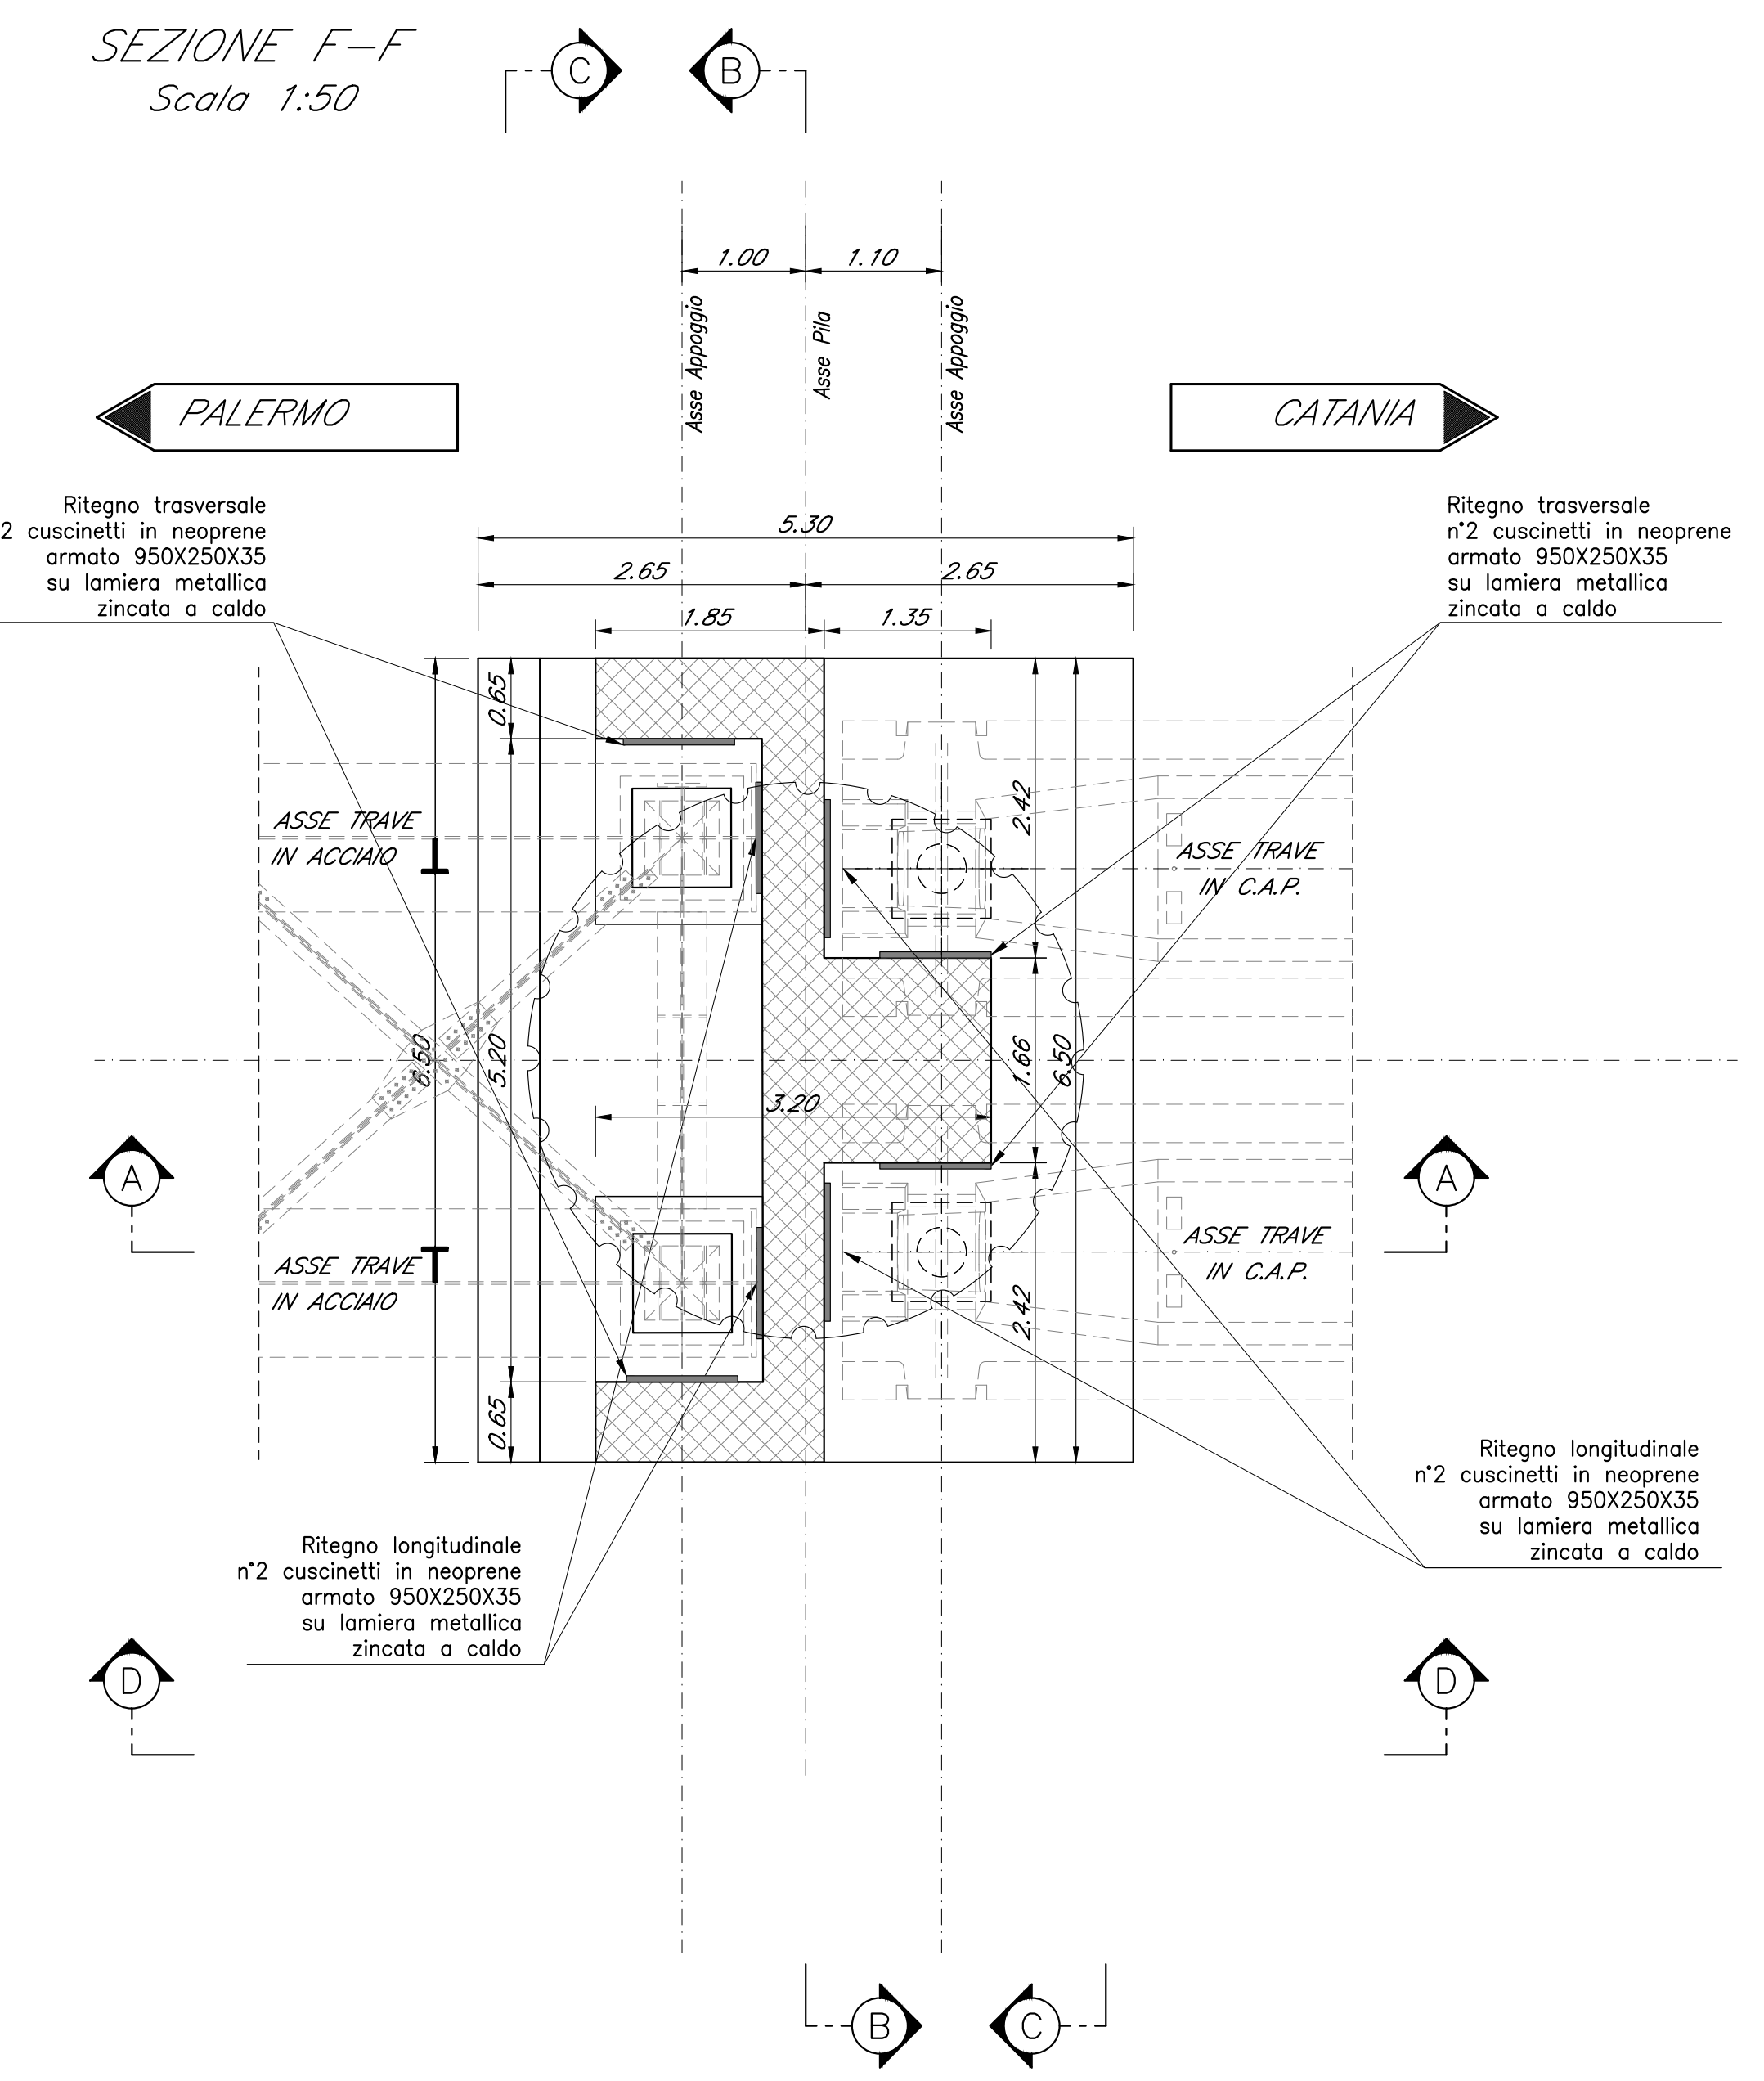 SEZIONE F-F
Scala 1:50
C
B
1.00
1.10
Asse Appoggio
Asse Pila
Asse Appoggio
PALERMO
CATANIA
Ritegno trasversale
2 cuscinetti in neoprene
armato 950X250X35
su lamiera metallica
zincata a caldo
Ritegno trasversale
n°2 cuscinetti in neoprene
armato 950X250X35
su lamiera metallica
zincata a caldo
5.30
2.65
2.65
1.85
1.35
0.65
2.42
ASSE TRAVE
IN ACCIAIO
ASSE TRAVE
IN C.A.P.
6.50
5.20
1.66
6.50
3.20
A
A
ASSE TRAVE
IN ACCIAIO
ASSE TRAVE
IN C.A.P.
2.42
0.65
Ritegno longitudinale
n°2 cuscinetti in neoprene
armato 950X250X35
su lamiera metallica
zincata a caldo
Ritegno longitudinale
n°2 cuscinetti in neoprene
armato 950X250X35
su lamiera metallica
zincata a caldo
D
D
B
C